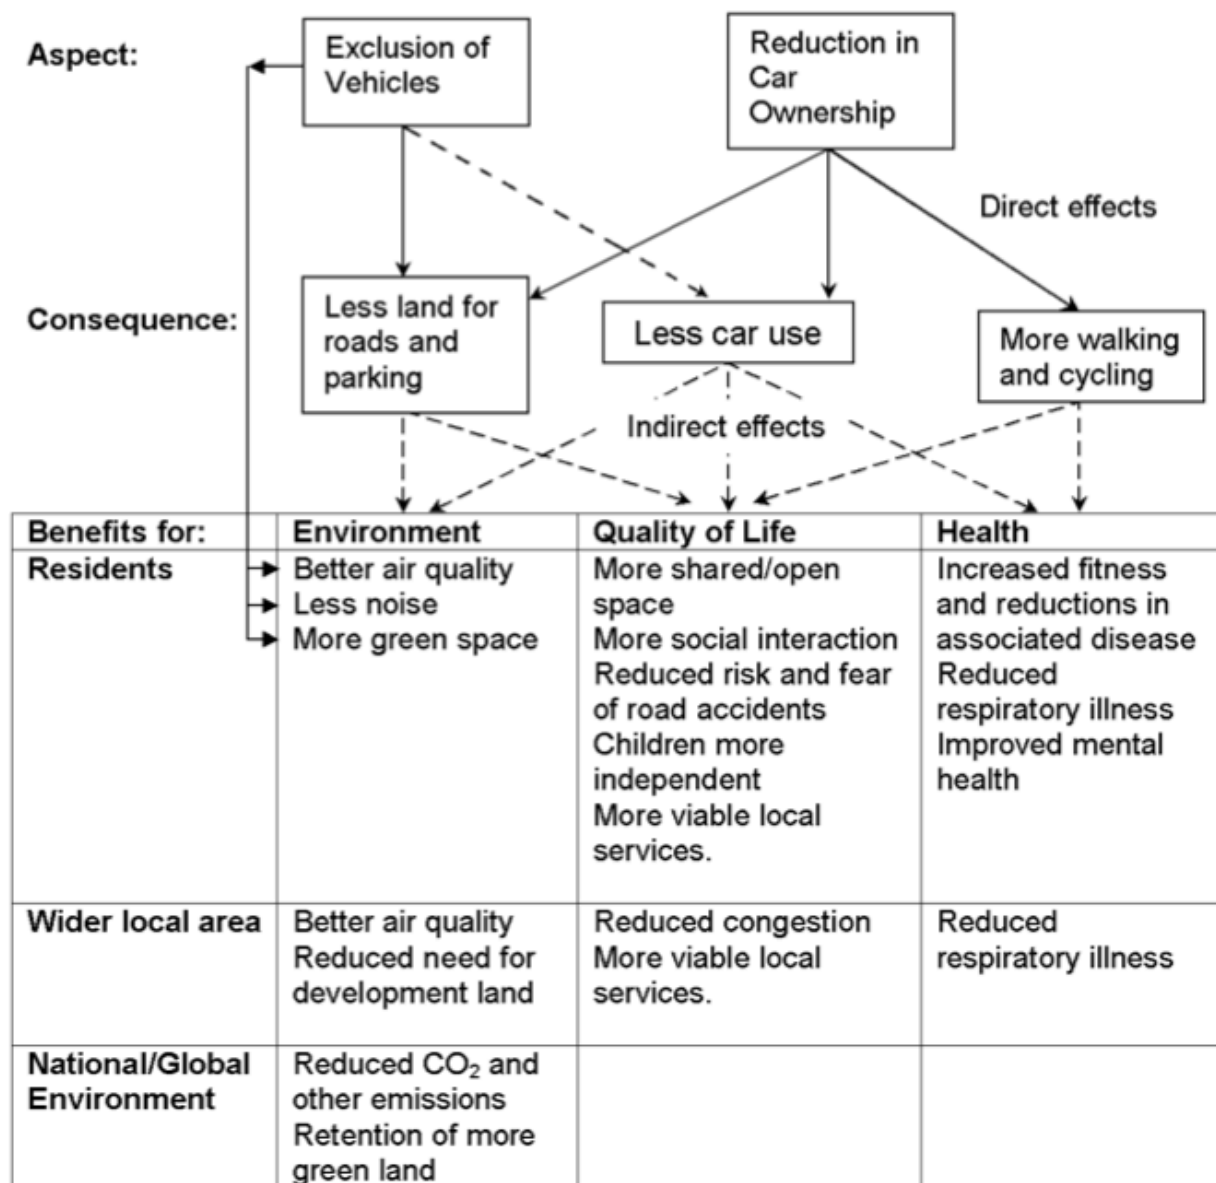 Aspect:
Exclusion of
Vehicles
Reduction in
Car
Ownership
Direct effects
Consequence:
Less land for
roads and
parking
Less car use
More walking
and cycling
Indirect effects
Benefits for:
Environment
Quality of Life
Health
Residents
Better air quality
Less noise
More green space
More shared/open
space
More social interaction
Reduced risk and fear
of road accidents
Children more
independent
More viable local
services.
Increased fitness
and reductions in
associated disease
Reduced
respiratory illness
Improved mental
health
Wider local area
Better air quality
Reduced need for
development land
Reduced congestion
More viable local
services.
Reduced
respiratory illness
National/Global
Environment
Reduced CO₂ and
other emissions
Retention of more
green land